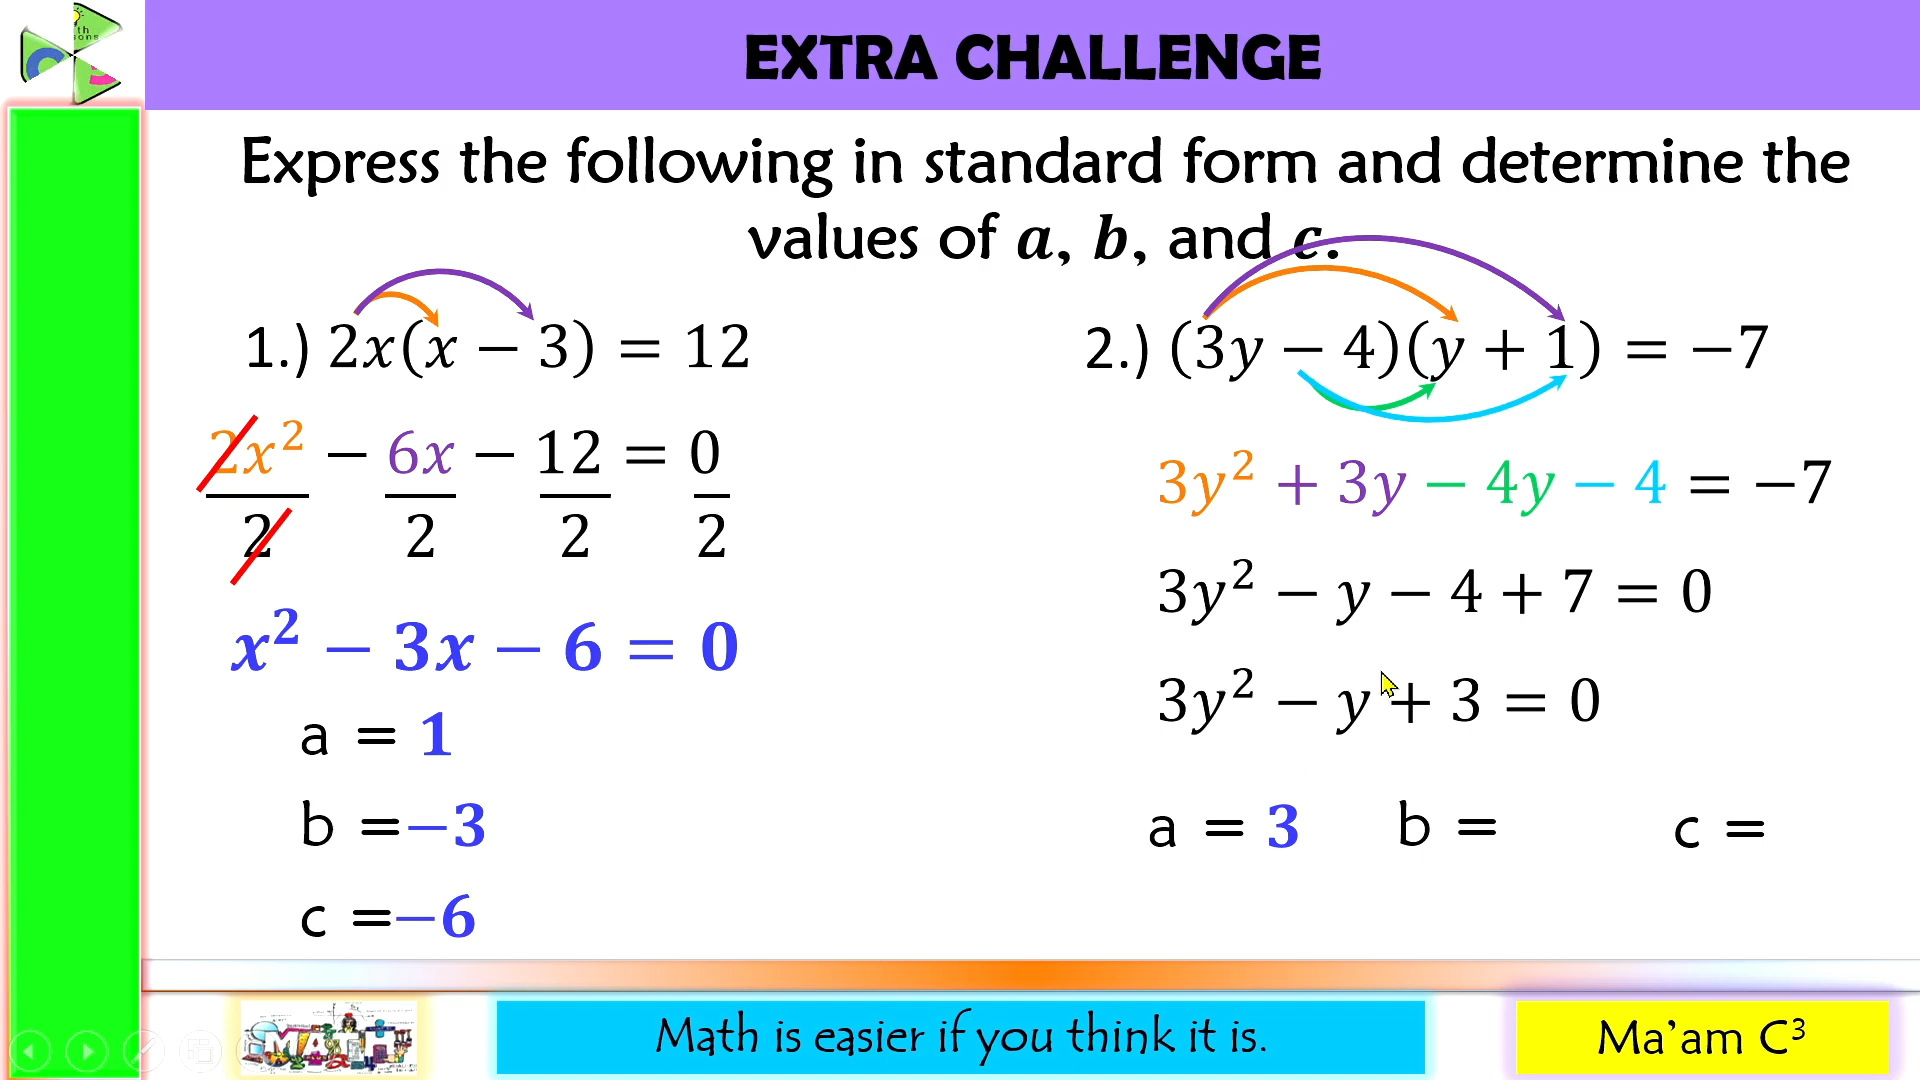 EXTRA CHALLENGE
Express the following in standard form and determine the
values of a, b, and c.
1.) 2x(x − 3) = 12
2x² − 6x − 12 = 0
2 2 2 2
x² − 3x − 6 = 0
a = 1
b =−3
c =−6
2.) (3y − 4)(y + 1) = −7
3y² + 3y − 4y − 4 = −7
3y² − y − 4 + 7 = 0
3y² − y + 3 = 0
a = 3 b = c =
MATH
Math is easier if you think it is.
Ma’am C³